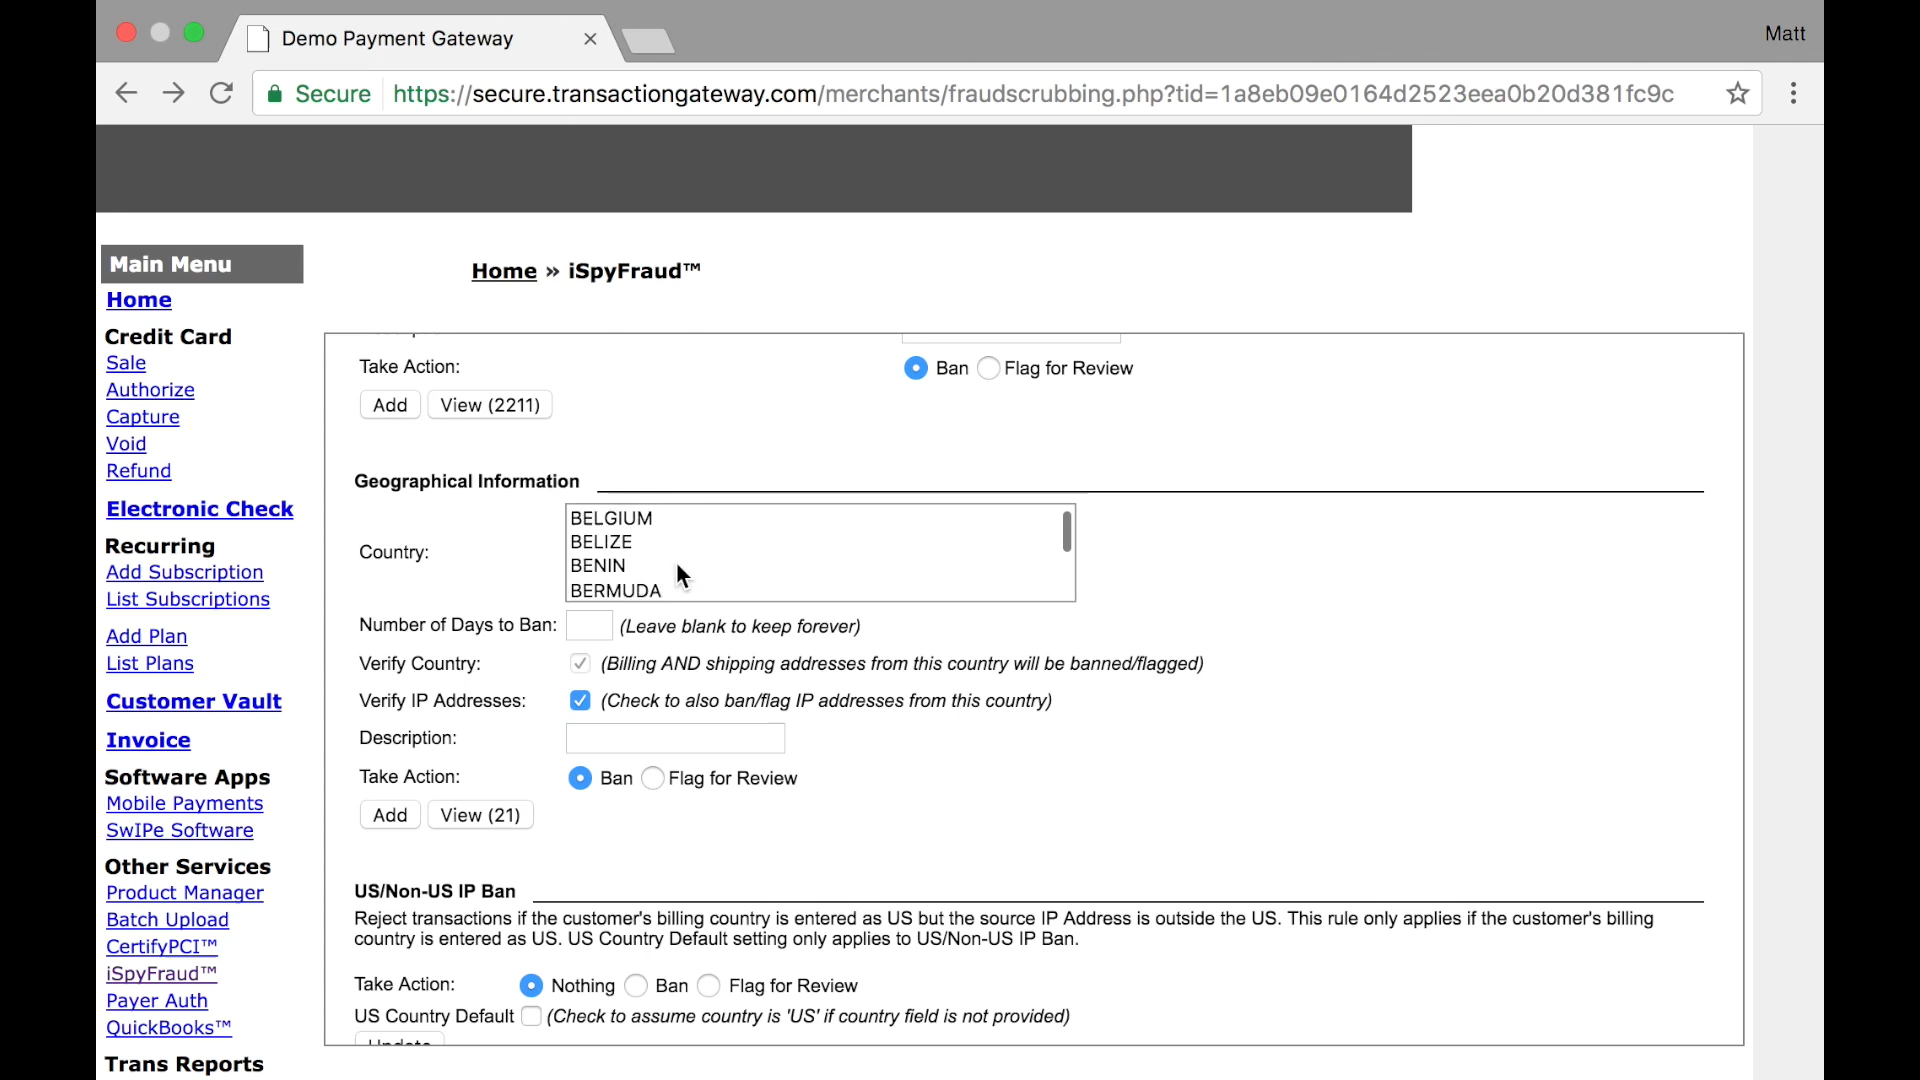 Demo Payment Gateway
Matt
Secure https://secure.transactiongateway.com/merchants/fraudscrubbing.php?tid=1a8eb09e0164d2523eea0b20d381fc9c
Main Menu
Home
Credit Card
Sale
Authorize
Capture
Void
Refund
Electronic Check
Recurring
Add Subscription
List Subscriptions
Add Plan
List Plans
Customer Vault
Invoice
Software Apps
Mobile Payments
SwIPe Software
Other Services
Product Manager
Batch Upload
CertifyPCI™
iSpyFraud™
Payer Auth
QuickBooks™
Trans Reports
Home » iSpyFraud™
Take Action: Ban Flag for Review
Add View (2211)
Geographical Information
Country:
BELGIUM
BELIZE
BENIN
BERMUDA
Number of Days to Ban: (Leave blank to keep forever)
Verify Country: (Billing AND shipping addresses from this country will be banned/flagged)
Verify IP Addresses: (Check to also ban/flag IP addresses from this country)
Description:
Take Action: Ban Flag for Review
Add View (21)
US/Non-US IP Ban
Reject transactions if the customer's billing country is entered as US but the source IP Address is outside the US. This rule only applies if the customer's billing
country is entered as US. US Country Default setting only applies to US/Non-US IP Ban.
Take Action: Nothing Ban Flag for Review
US Country Default (Check to assume country is 'US' if country field is not provided)